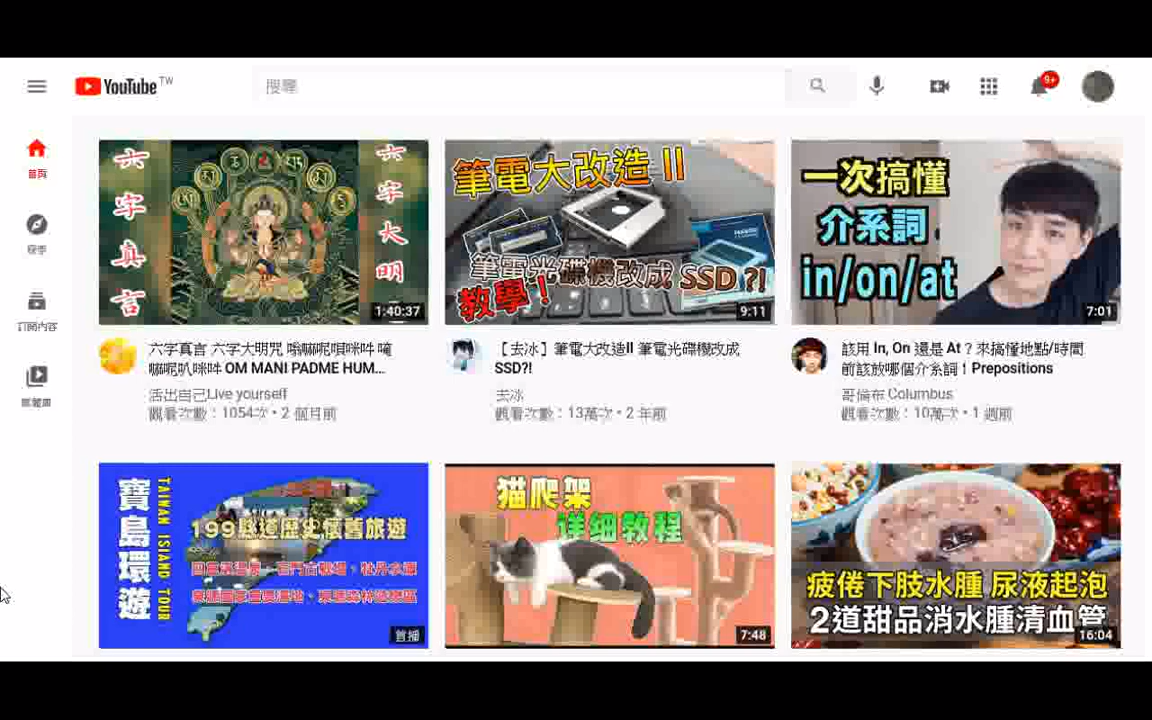 YouTube TW
搜尋
9+
首頁
探索
訂閱內容
媒體庫
六字真言
六字大明
1:40:37
筆電大改造 II
筆電光碟機改成 SSD?!
教學!
9:11
一次搞懂
介系詞
in/on/at
7:01
六字真言 六字大明咒 嗡嘛呢唄咪吽 唵
嘛呢叭咪吽 OM MANI PADME HUM...
活出自己Live yourself
觀看次數：1054次・2 個月前
【去冰】筆電大改造II 筆電光碟機改成
SSD?!
去冰
觀看次數：13萬次・2 年前
該用 In, On 還是 At？來搞懂地點/時間
前該放哪個介系詞！Prepositions
哥倫布 Columbus
觀看次數：10萬次・1 週前
寶島環遊
TAIWAN ISIAND TOUR
199縣道歷史懷舊旅遊
首播
猫爬架
详细教程
7:48
疲倦下肢水腫 尿液起泡
2道甜品消水腫清血管
16:04